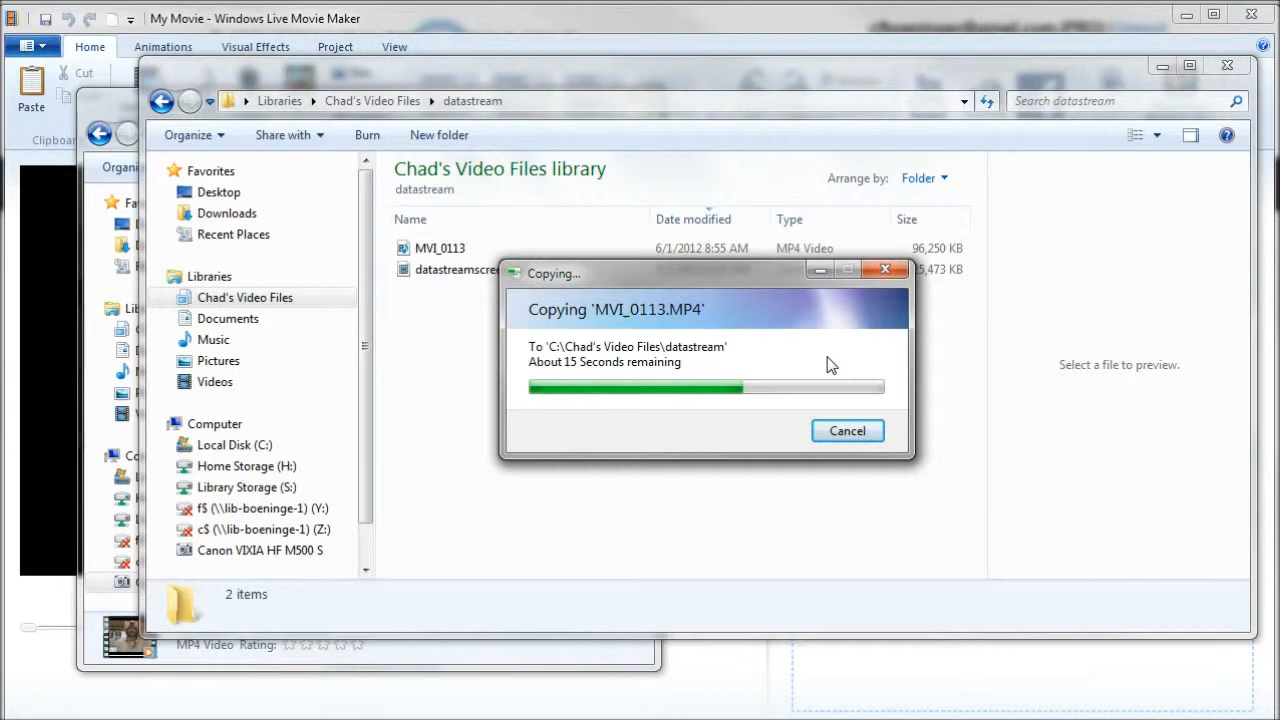 My Movie - Windows Live Movie Maker
Home Animations Visual Effects Project View
Paste Cut
Libraries Chad's Video Files datastream Search datastream
Organize Share with Burn New folder
Favorites
Desktop
Downloads
Recent Places
Libraries
Chad's Video Files
Documents
Music
Pictures
Videos
Computer
Local Disk (C:)
Home Storage (H:)
Library Storage (S:)
f$ (\\lib-boeninge-1) (Y:)
c$ (\\lib-boeninge-1) (Z:)
Canon VIXIA HF M500 S
Chad's Video Files library
datastream
Arrange by: Folder
Name Date modified Type Size
MVI_0113 6/1/2012 8:55 AM MP4 Video 96,250 KB
datastreamscre
Copying...
Copying 'MVI_0113.MP4'
To 'C:\Chad's Video Files\datastream'
About 15 Seconds remaining
Cancel
Select a file to preview.
2 items
MP4 Video Rating: